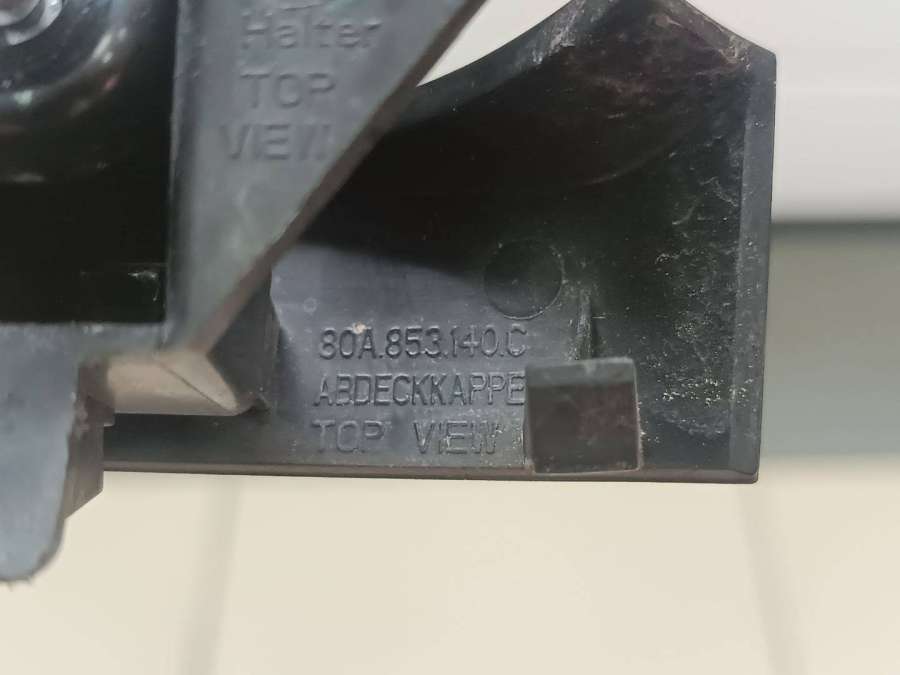 Halter
TOP
VIEW
80A.853.140.C
ABDECKKAPPE
TOP VIEW